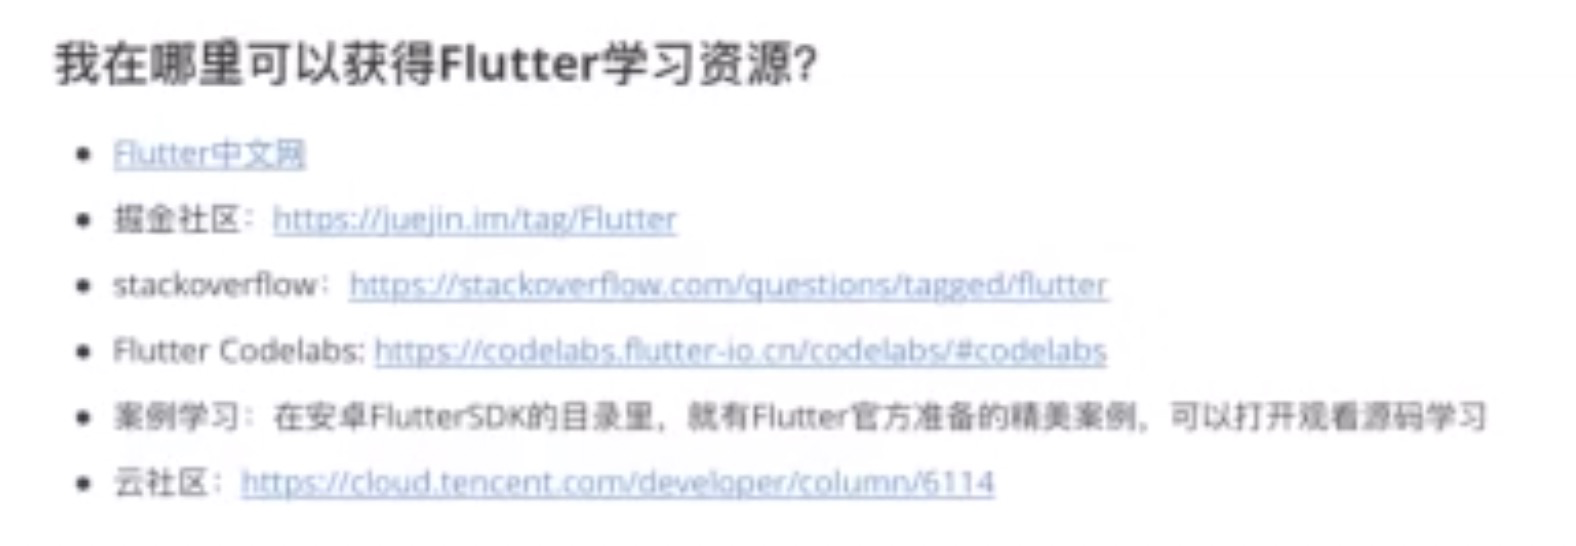 我在哪里可以获得Flutter学习资源?
• Flutter中文网
• 掘金社区：https://juejin.im/tag/Flutter
• stackoverflow：https://stackoverflow.com/questions/tagged/flutter
• Flutter Codelabs: https://codelabs.flutter-io.cn/codelabs/#codelabs
• 案例学习：在安卓FlutterSDK的目录里，就有Flutter官方准备的精美案例，可以打开观看源码学习
• 云社区：https://cloud.tencent.com/developer/column/6114